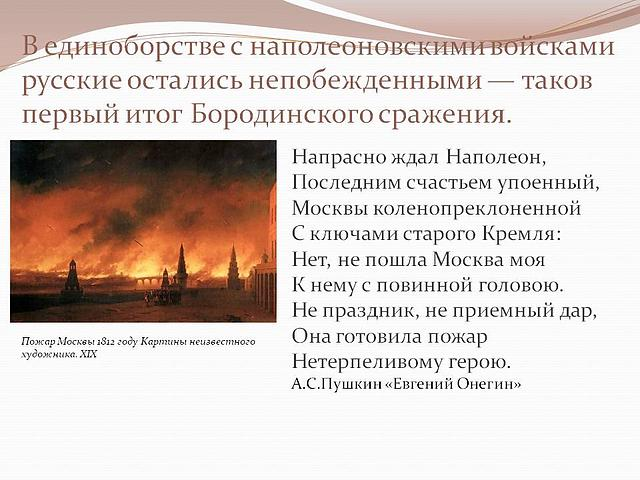 В единоборстве с наполеоновскими войсками
русские остались непобежденными — таков
первый итог Бородинского сражения.
Напрасно ждал Наполеон,
Последним счастьем упоенный,
Москвы коленопреклоненной
С ключами старого Кремля:
Нет, не пошла Москва моя
К нему с повинной головою.
Не праздник, не приемный дар,
Она готовила пожар
Нетерпеливому герою.
А.С.Пушкин «Евгений Онегин»
Пожар Москвы 1812 году Картины неизвестного
художника. XIX